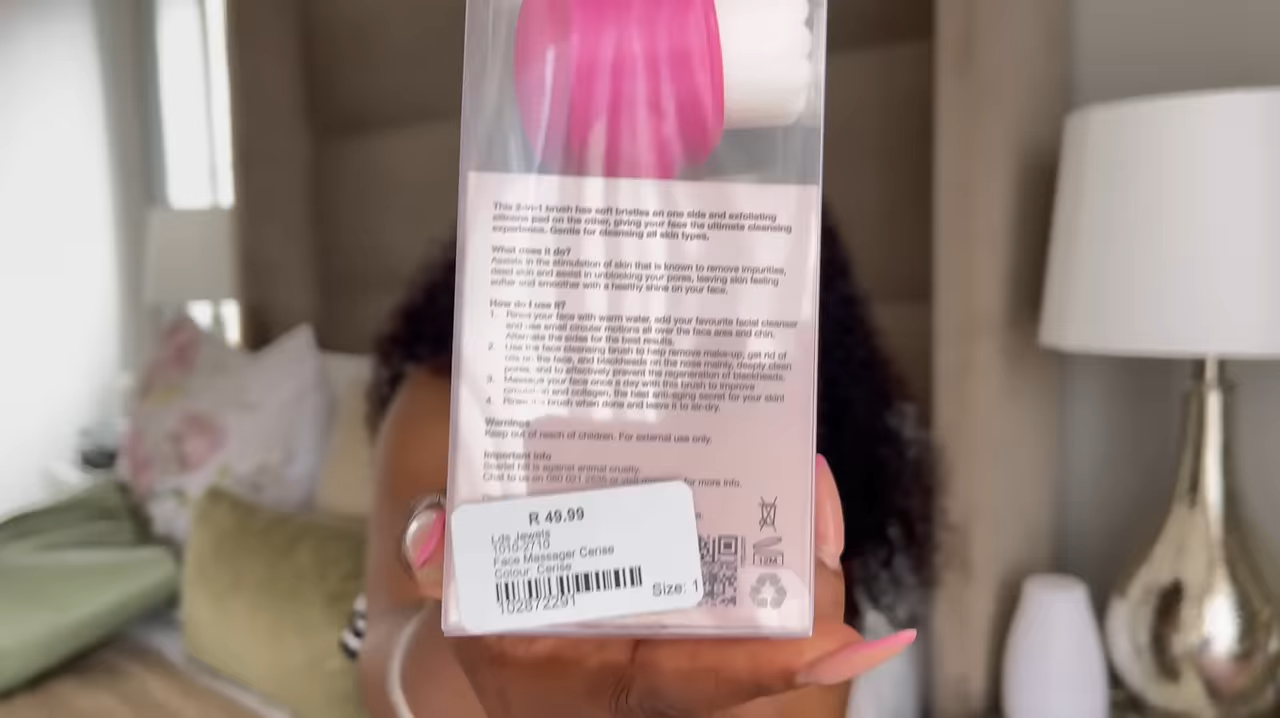 This 2-in-1 brush has soft bristles on one side and exfoliating
silicone pad on the other, giving your face the ultimate cleansing
experience. Gentle for cleansing all skin types.
What does it do?
Assists in the stimulation of skin that is known to remove impurities,
dead skin and assist in unblocking your pores, leaving skin feeling
softer and smoother with a healthy shine on your face.
How do I use it?
1. Rinse your face with warm water, add your favourite facial cleanser
and use small circular motions all over the face area and chin.
Alternate the sides for the best results.
2. Use the face cleansing brush to help remove make-up, get rid of
oils on the face, and blackheads on the nose mainly, deeply clean
pores, and to effectively prevent the regeneration of blackheads.
3. Massage your face once a day with this brush to improve
circulation and collagen, the best anti-aging secret for your skin!
4. Rinse the brush when done and leave it to air-dry.
Warnings
Keep out of reach of children. For external use only.
Important info
Scarlet hill is against animal cruelty.
Chat to us on 080 021 or visit for more info.
R 49.99
Lds Jewels
1010-2710
Face Massager Cerise
Colour: Cerise
Size: 1
102872291
12M